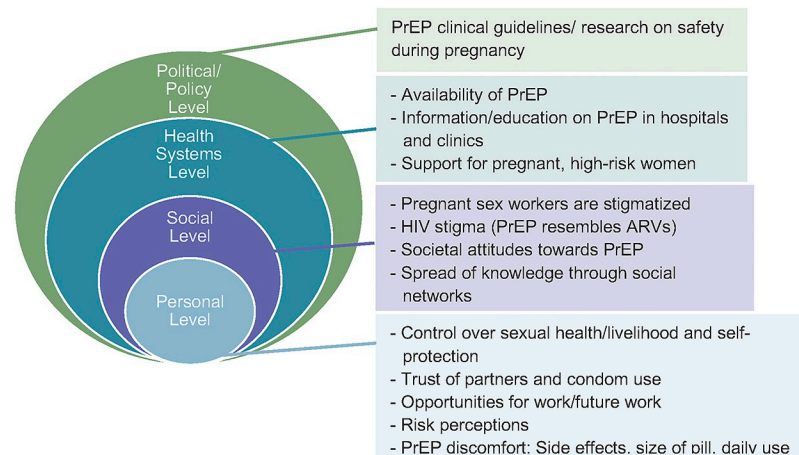 Political/
Policy
Level
Health
Systems
Level
Social
Level
Personal
Level
PrEP clinical guidelines/ research on safety
during pregnancy
- Availability of PrEP
- Information/education on PrEP in hospitals
and clinics
- Support for pregnant, high-risk women
- Pregnant sex workers are stigmatized
- HIV stigma (PrEP resembles ARVs)
- Societal attitudes towards PrEP
- Spread of knowledge through social
networks
- Control over sexual health/livelihood and self-
protection
- Trust of partners and condom use
- Opportunities for work/future work
- Risk perceptions
- PrEP discomfort: Side effects, size of pill, daily use